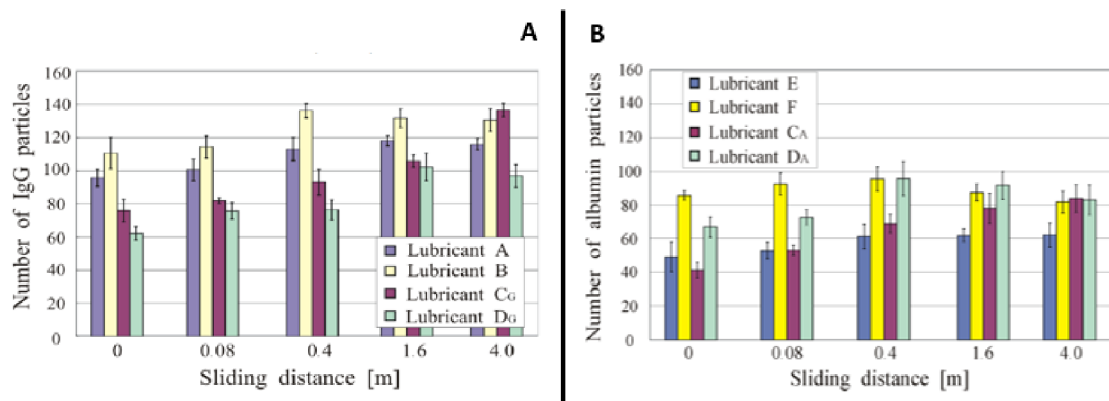 A
Number of IgG particles
160
140
120
100
80
60
40
20
0
Lubricant A
Lubricant B
Lubricant CG
Lubricant DG
0 0.08 0.4 1.6 4.0
Sliding distance [m]
B
Number of albumin particles
160
140
120
100
80
60
40
20
0
Lubricant E
Lubricant F
Lubricant CA
Lubricant DA
0 0.08 0.4 1.6 4.0
Sliding distance [m]